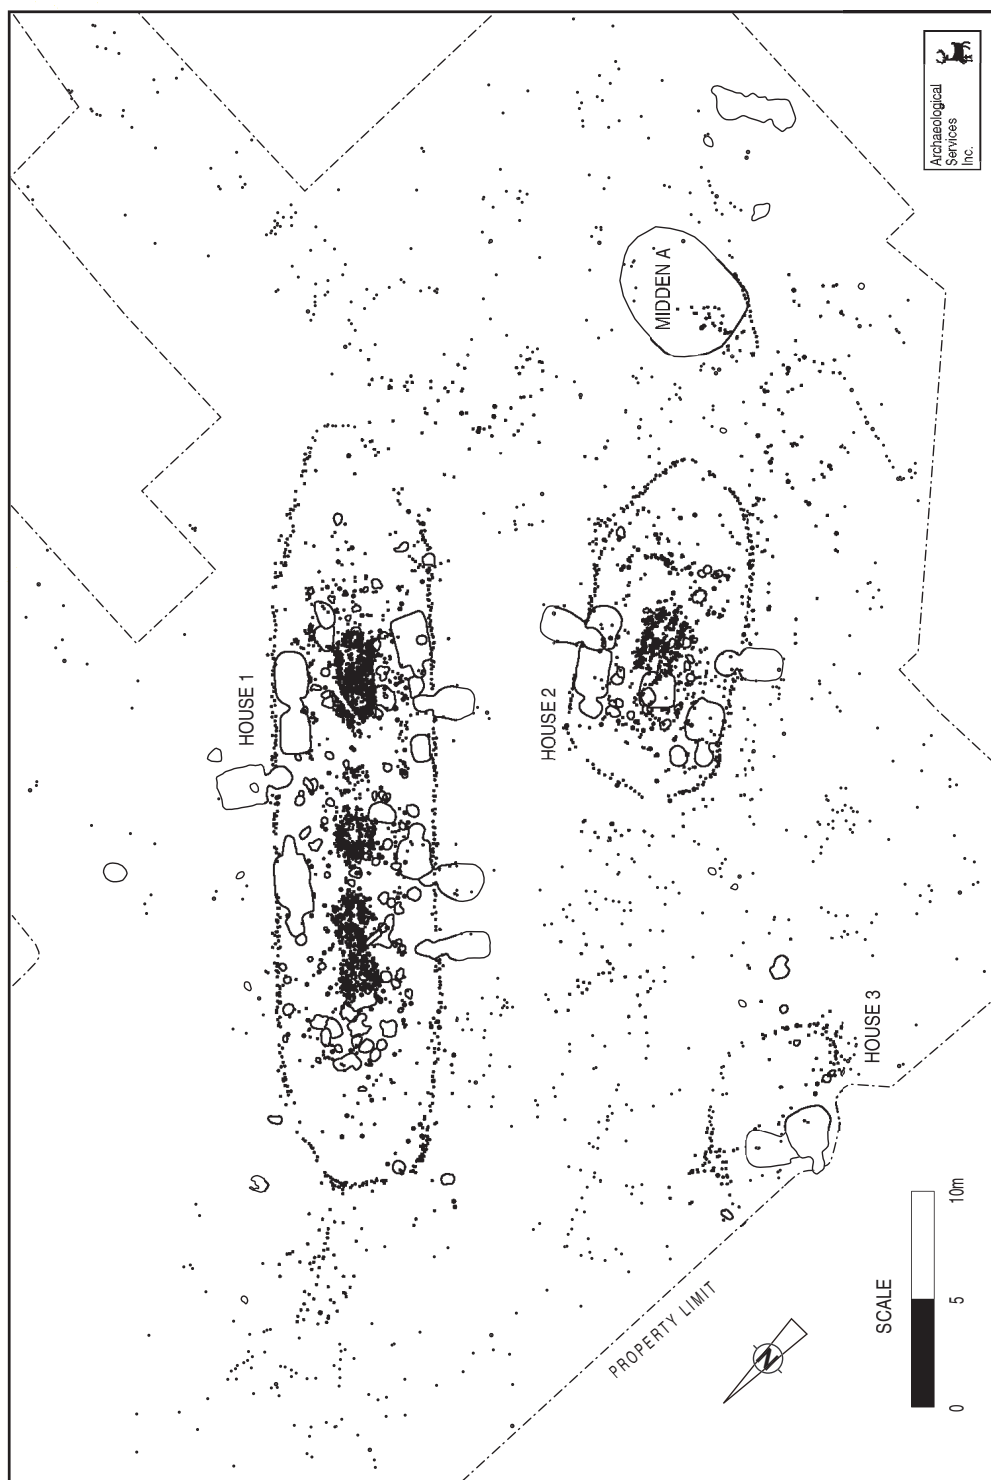 Archaeological
Services
Inc.
MIDDEN A
HOUSE 1
HOUSE 2
HOUSE 3
PROPERTY LIMIT
N
SCALE
0 5 10m